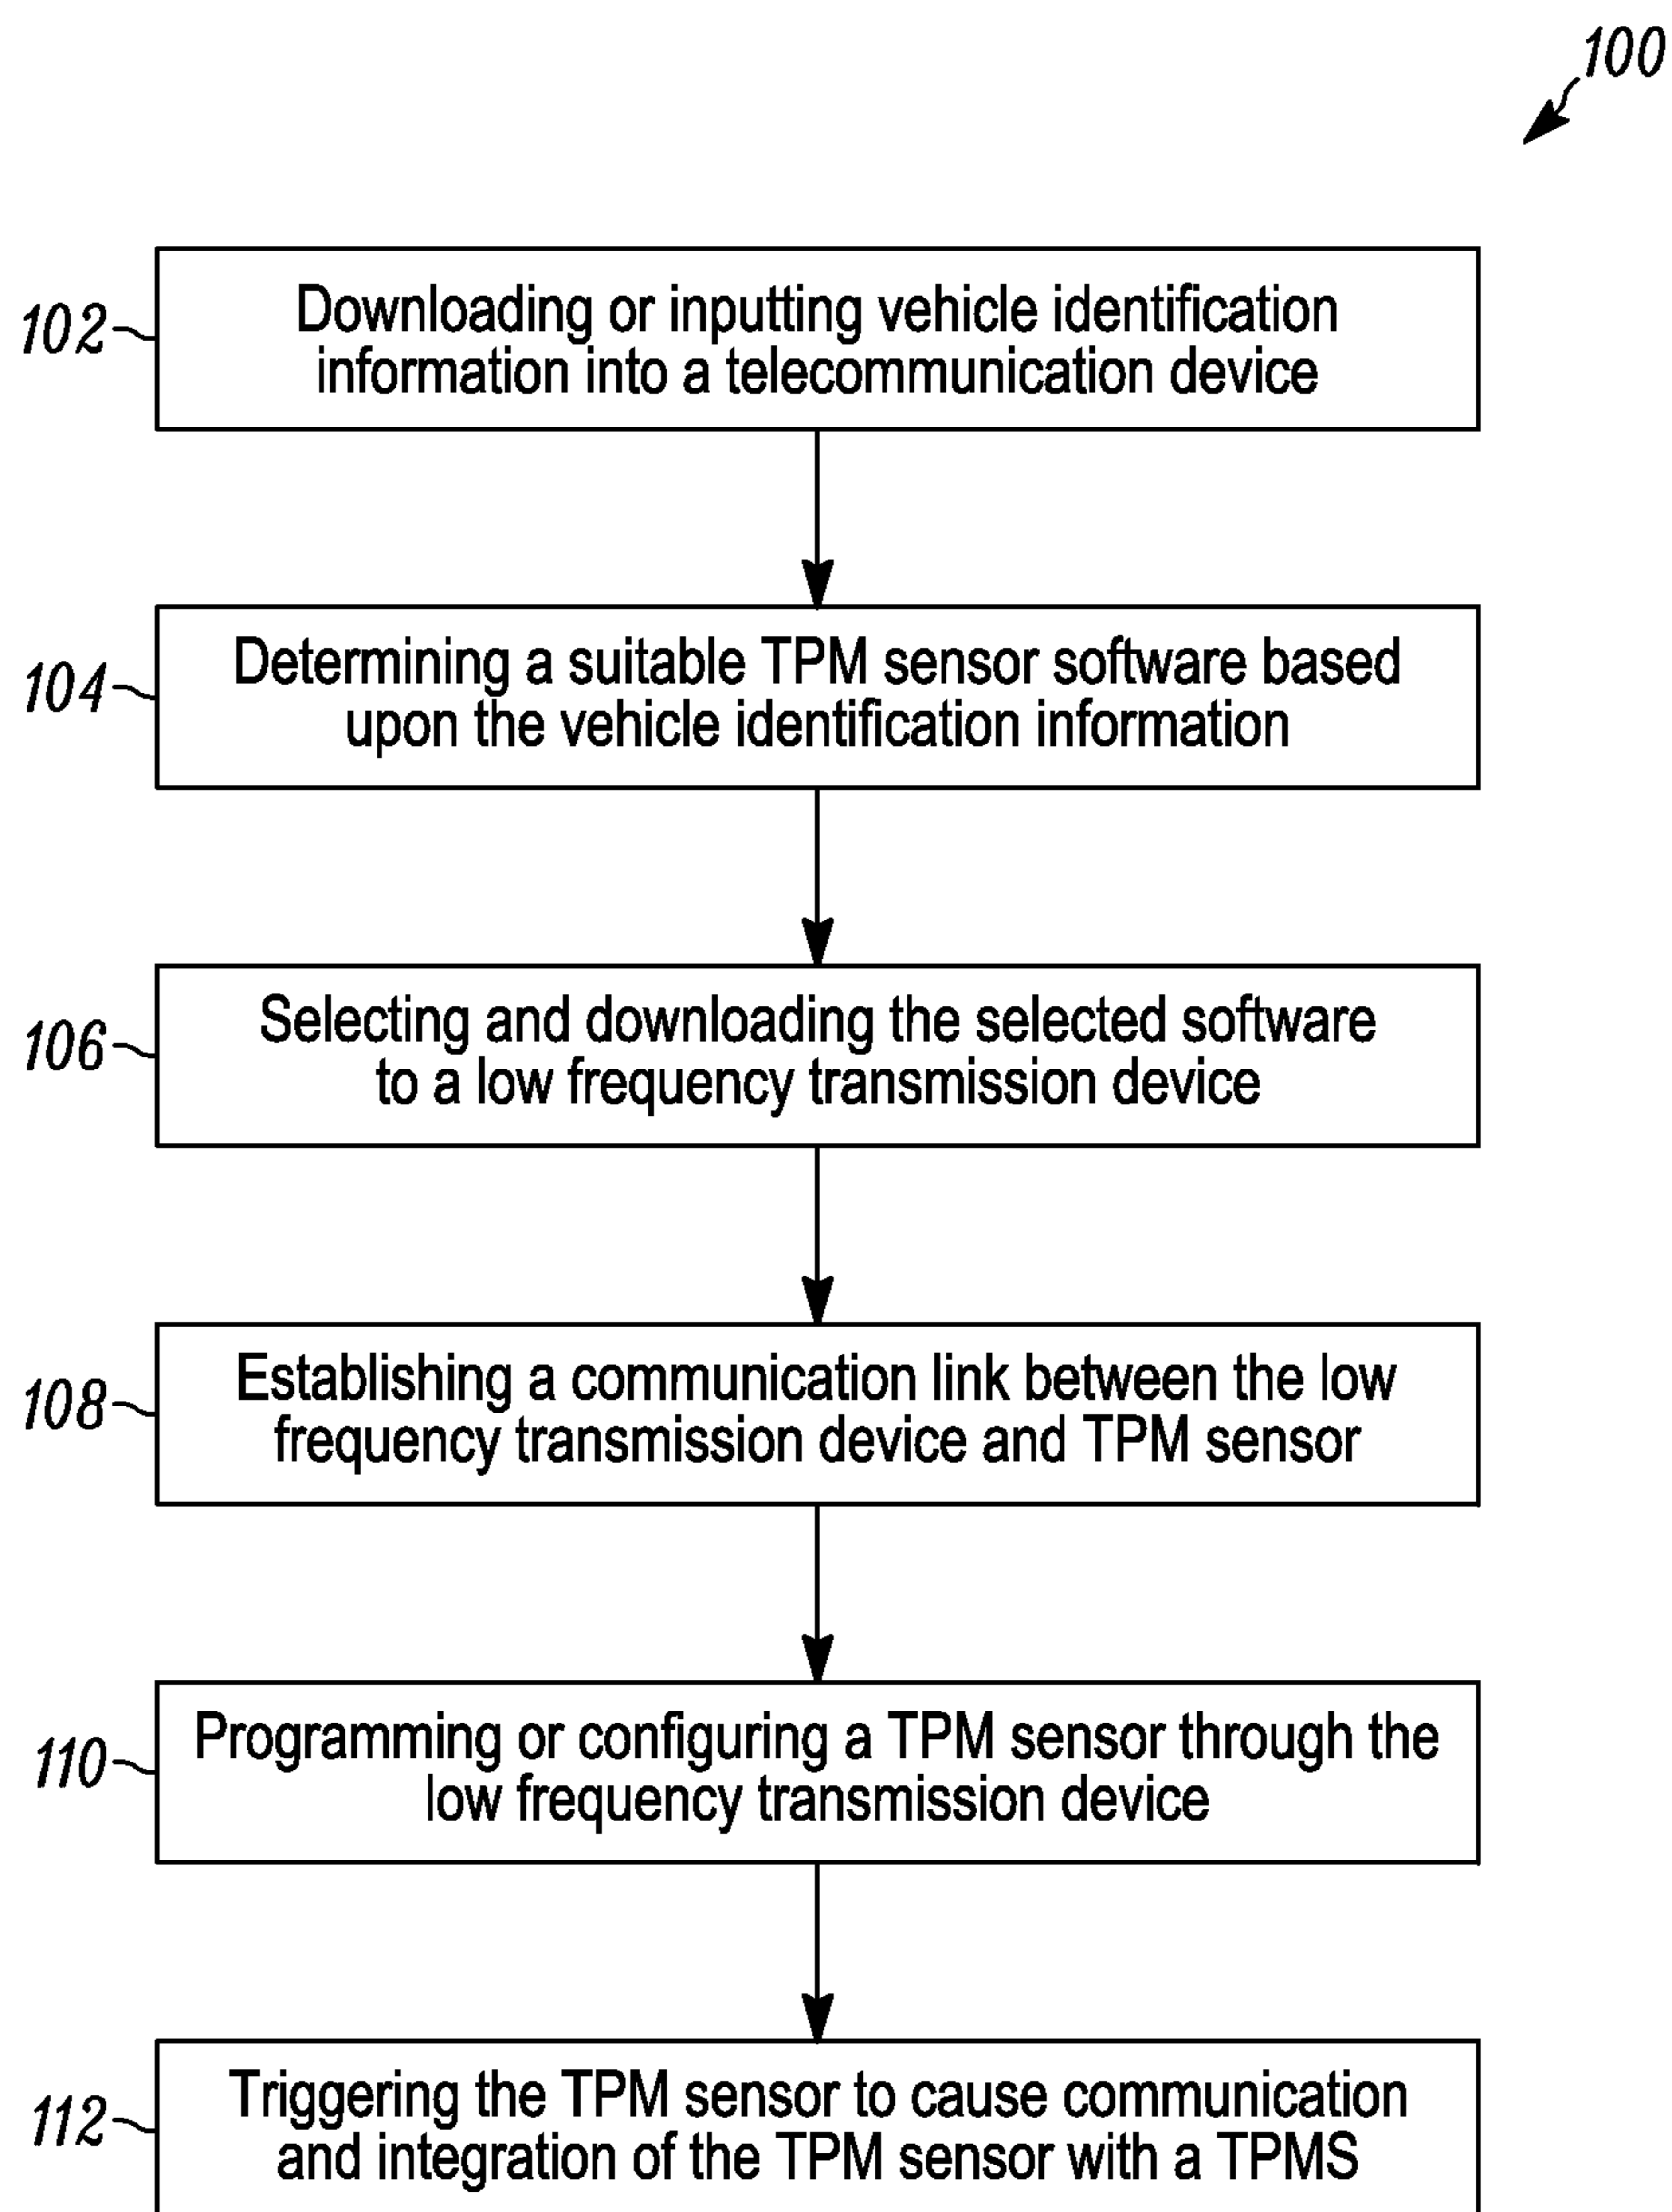 100
102
Downloading or inputting vehicle identification
information into a telecommunication device
104
Determining a suitable TPM sensor software based
upon the vehicle identification information
106
Selecting and downloading the selected software
to a low frequency transmission device
108
Establishing a communication link between the low
frequency transmission device and TPM sensor
110
Programming or configuring a TPM sensor through the
low frequency transmission device
112
Triggering the TPM sensor to cause communication
and integration of the TPM sensor with a TPMS